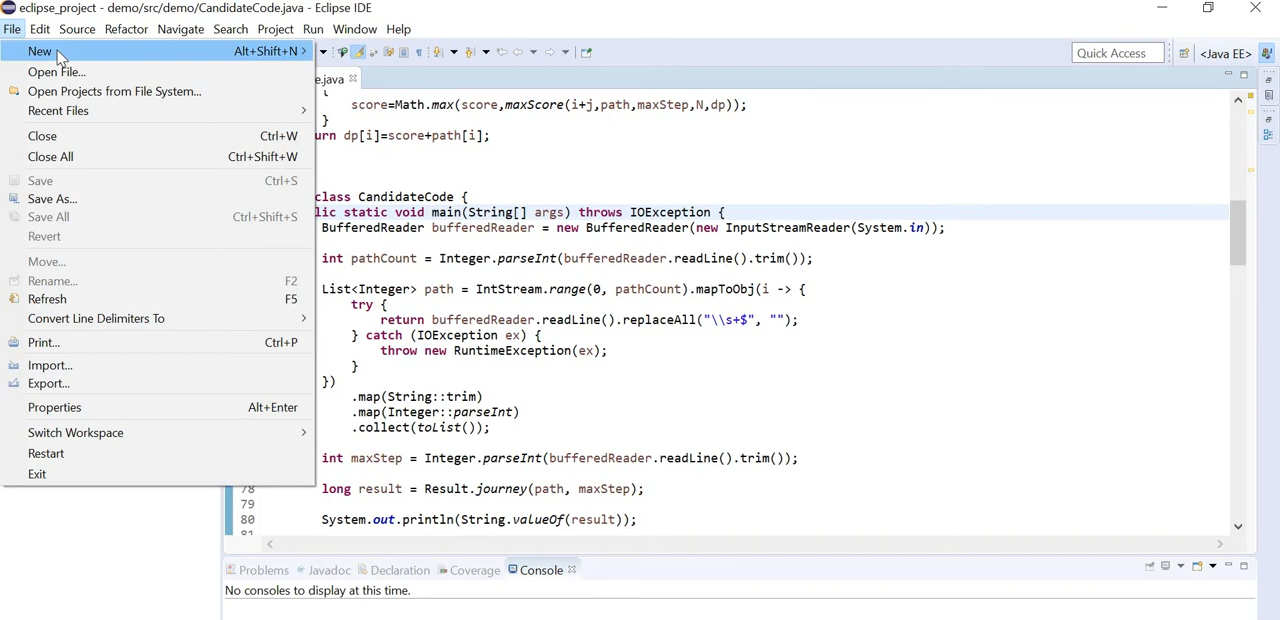 eclipse_project - demo/src/demo/CandidateCode.java - Eclipse IDE
File Edit Source Refactor Navigate Search Project Run Window Help
New Alt+Shift+N >
Open File...
Open Projects from File System...
Recent Files >
Close Ctrl+W
Close All Ctrl+Shift+W
Save Ctrl+S
Save As...
Save All Ctrl+Shift+S
Revert
Move...
Rename... F2
Refresh F5
Convert Line Delimiters To >
Print... Ctrl+P
Import...
Export...
Properties Alt+Enter
Switch Workspace >
Restart
Exit
Quick Access
<Java EE>
e.java
score=Math.max(score,maxScore(i+j,path,maxStep,N,dp));
}
urn dp[i]=score+path[i];
class CandidateCode {
lic static void main(String[] args) throws IOException {
BufferedReader bufferedReader = new BufferedReader(new InputStreamReader(System.in));
int pathCount = Integer.parseInt(bufferedReader.readLine().trim());
List<Integer> path = IntStream.range(0, pathCount).mapToObj(i -> {
try {
return bufferedReader.readLine().replaceAll("\\s+$", "");
} catch (IOException ex) {
throw new RuntimeException(ex);
}
})
.map(String::trim)
.map(Integer::parseInt)
.collect(toList());
int maxStep = Integer.parseInt(bufferedReader.readLine().trim());
78 long result = Result.journey(path, maxStep);
79
80 System.out.println(String.valueOf(result));
81
Problems Javadoc Declaration Coverage Console
No consoles to display at this time.